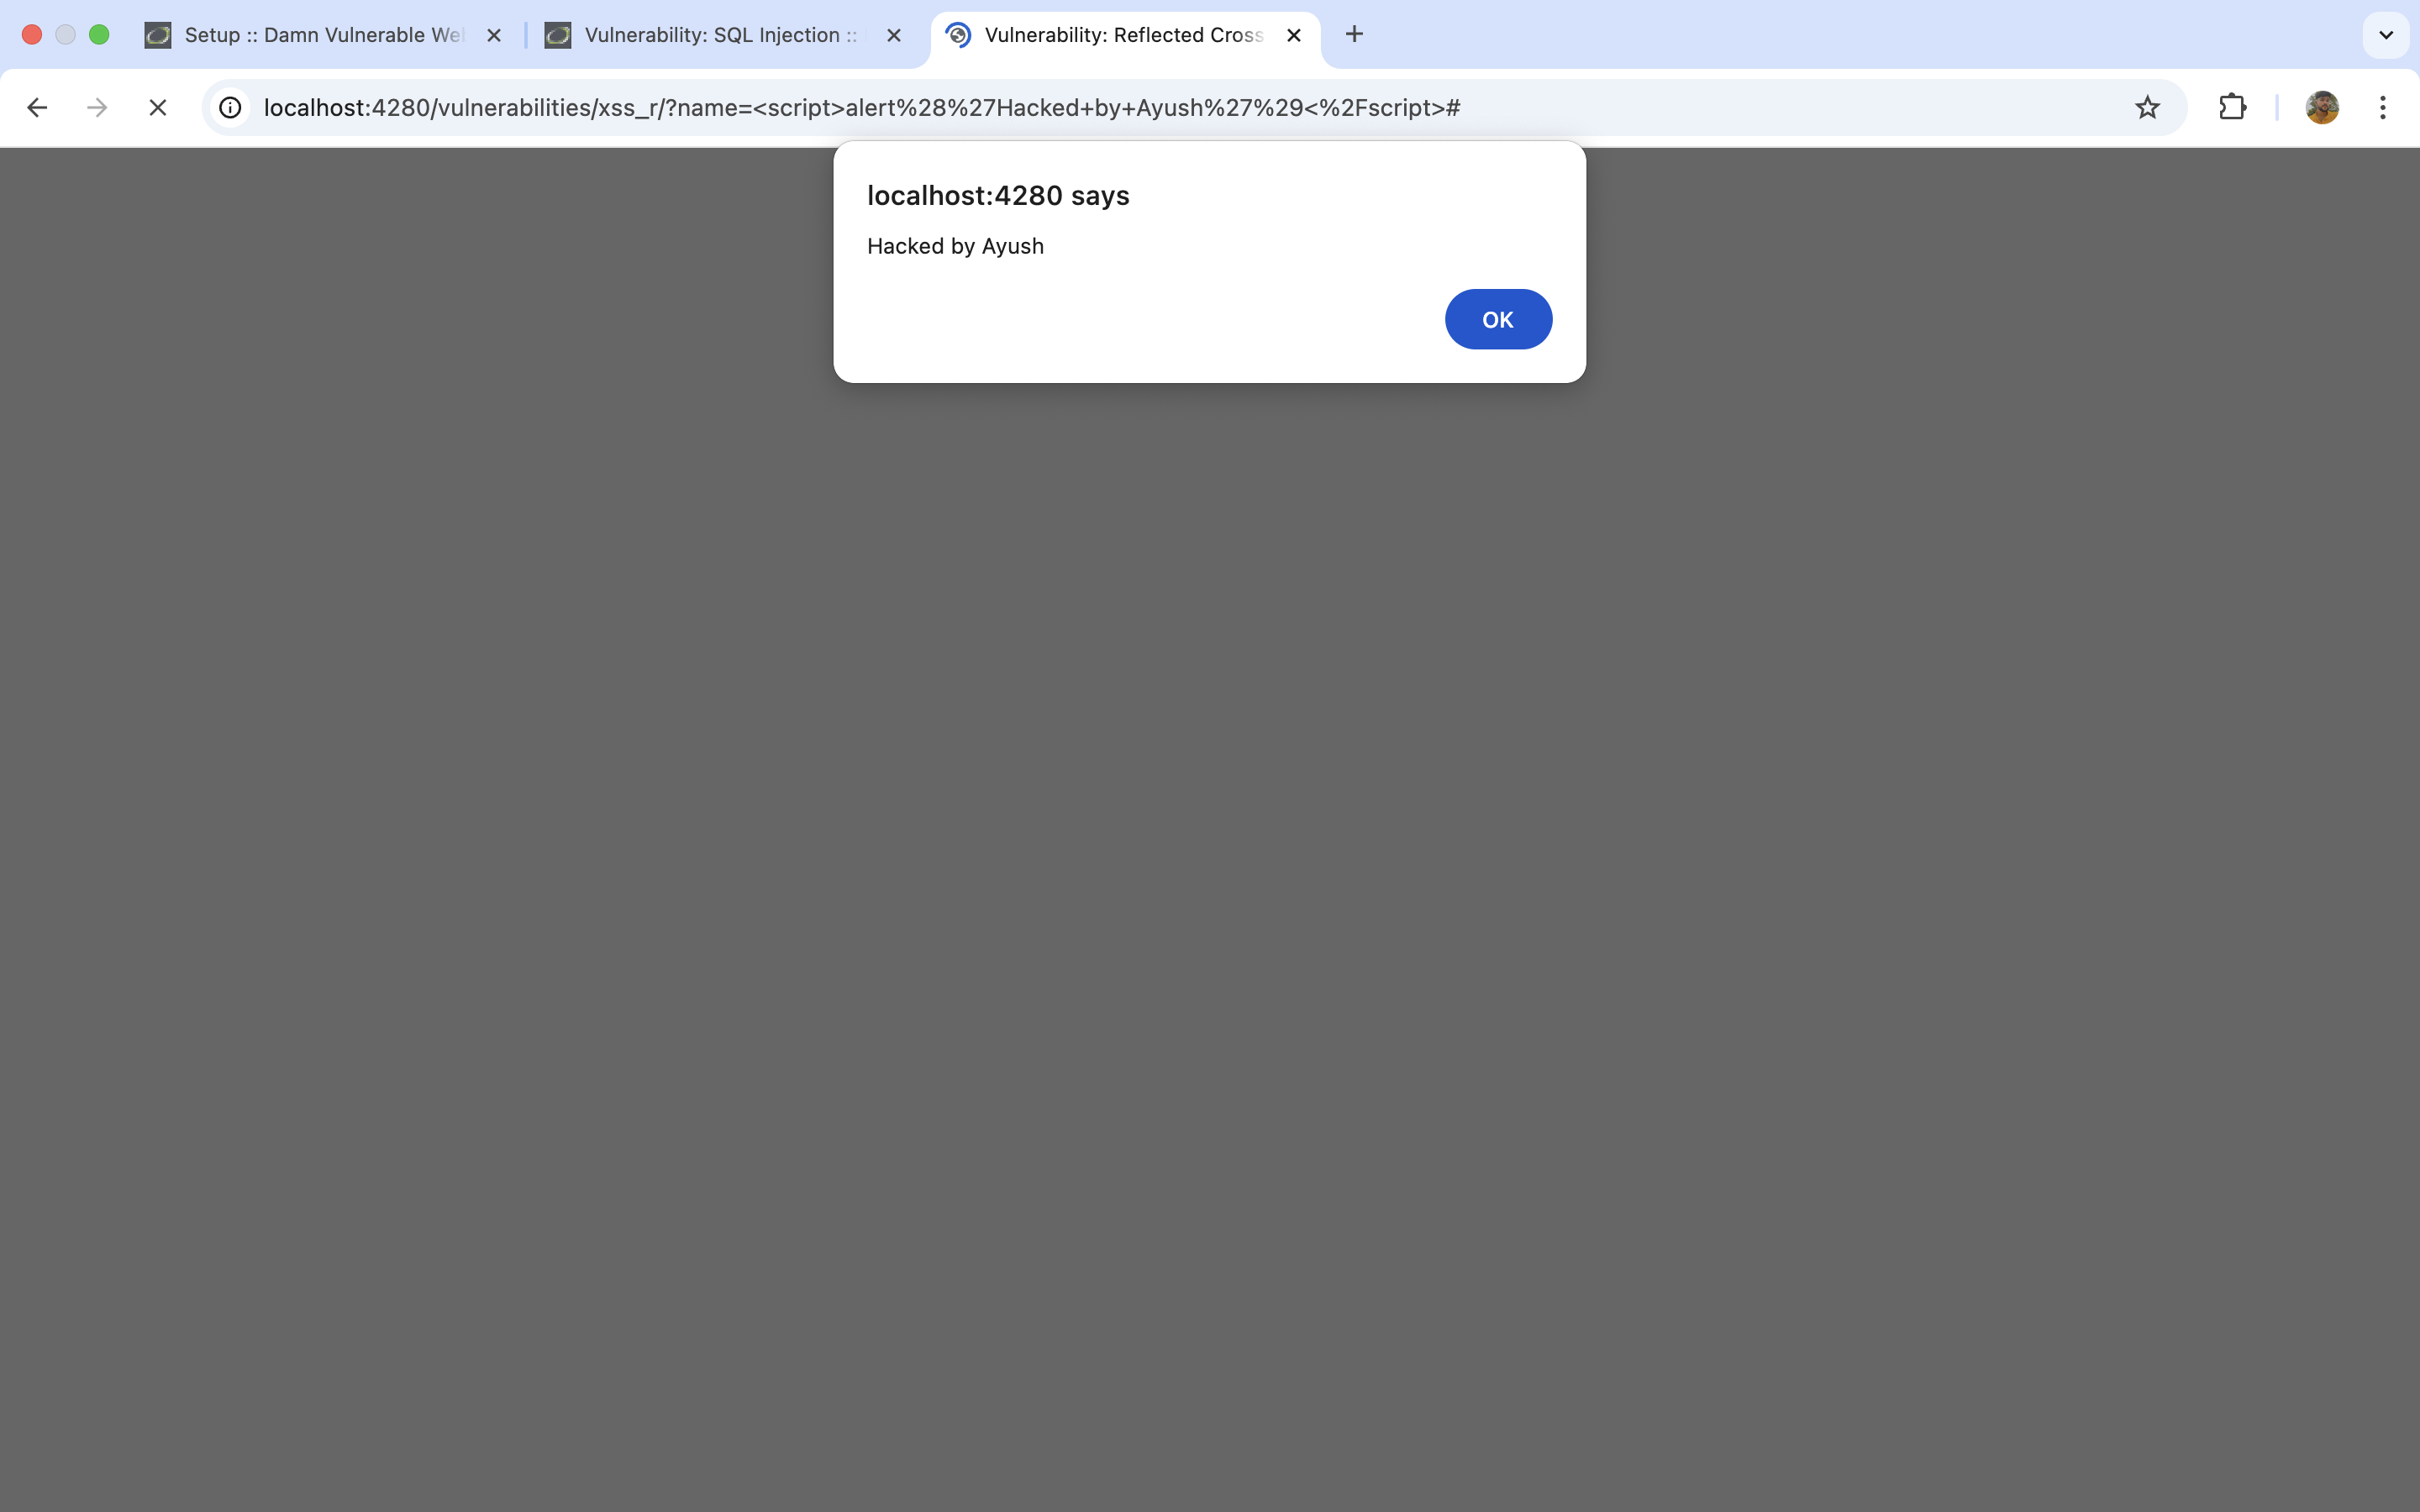 Setup :: Damn Vulnerable We
Vulnerability: SQL Injection ::
Vulnerability: Reflected Cross
localhost:4280/vulnerabilities/xss_r/?name=<script>alert%28%27Hacked+by+Ayush%27%29<%2Fscript>#
localhost:4280 says
Hacked by Ayush
OK